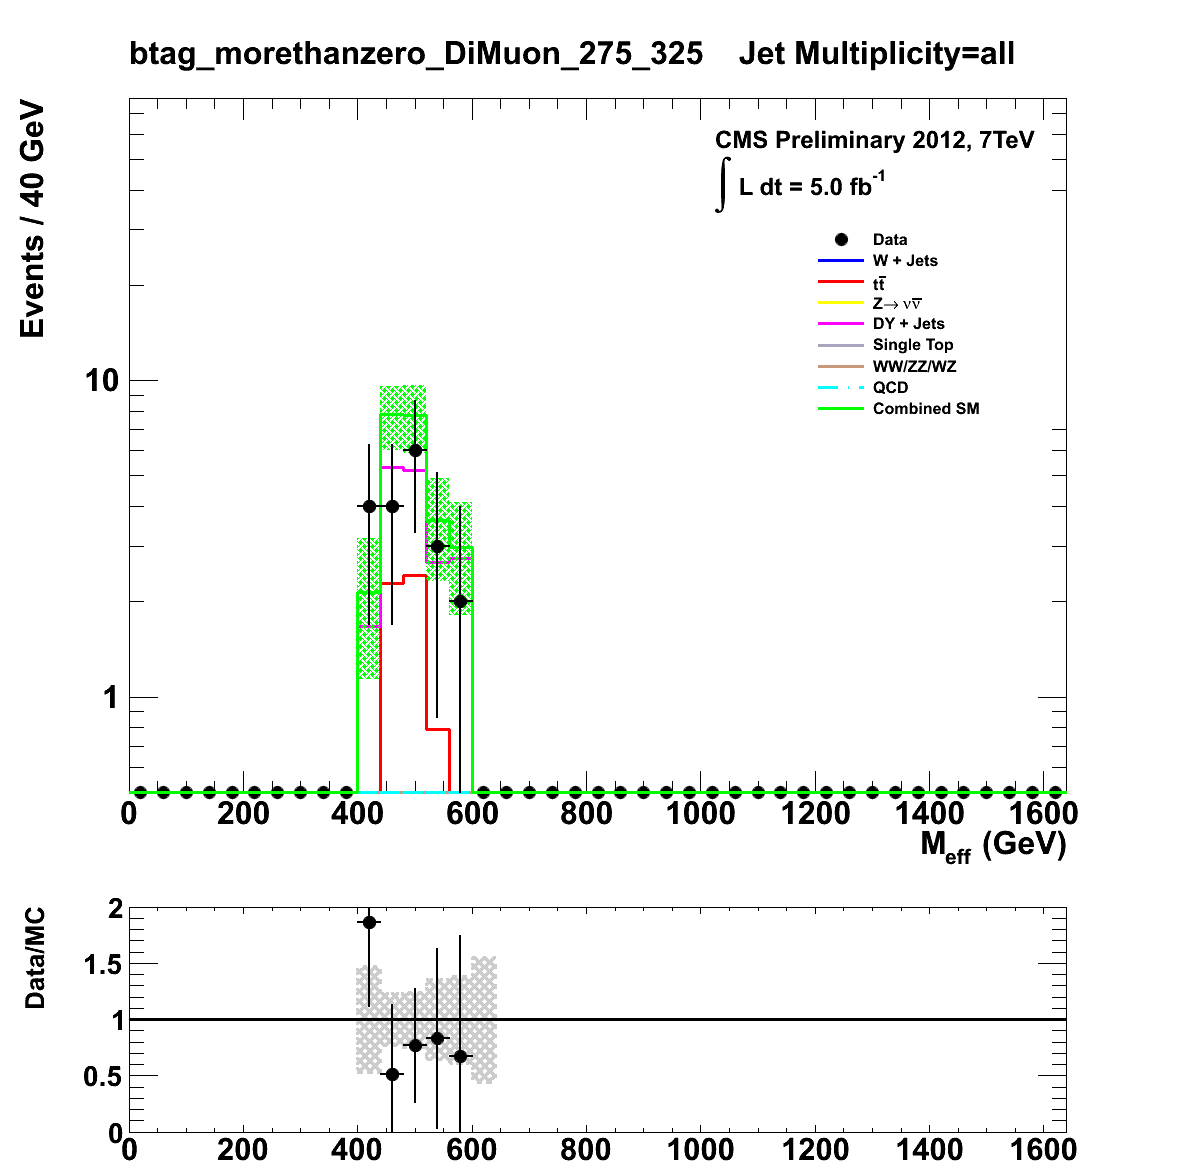 btag_morethanzero_DiMuon_275_325 Jet Multiplicity=all
Events / 40 GeV
CMS Preliminary 2012, 7TeV
∫ L dt = 5.0 fb-1
Data
W + Jets
tt̅
Z→ νν̅
DY + Jets
Single Top
WW/ZZ/WZ
QCD
Combined SM
10
1
0 200 400 600 800 1000 1200 1400 1600
Meff (GeV)
Data/MC
2
1.5
1
0.5
0
0 200 400 600 800 1000 1200 1400 1600